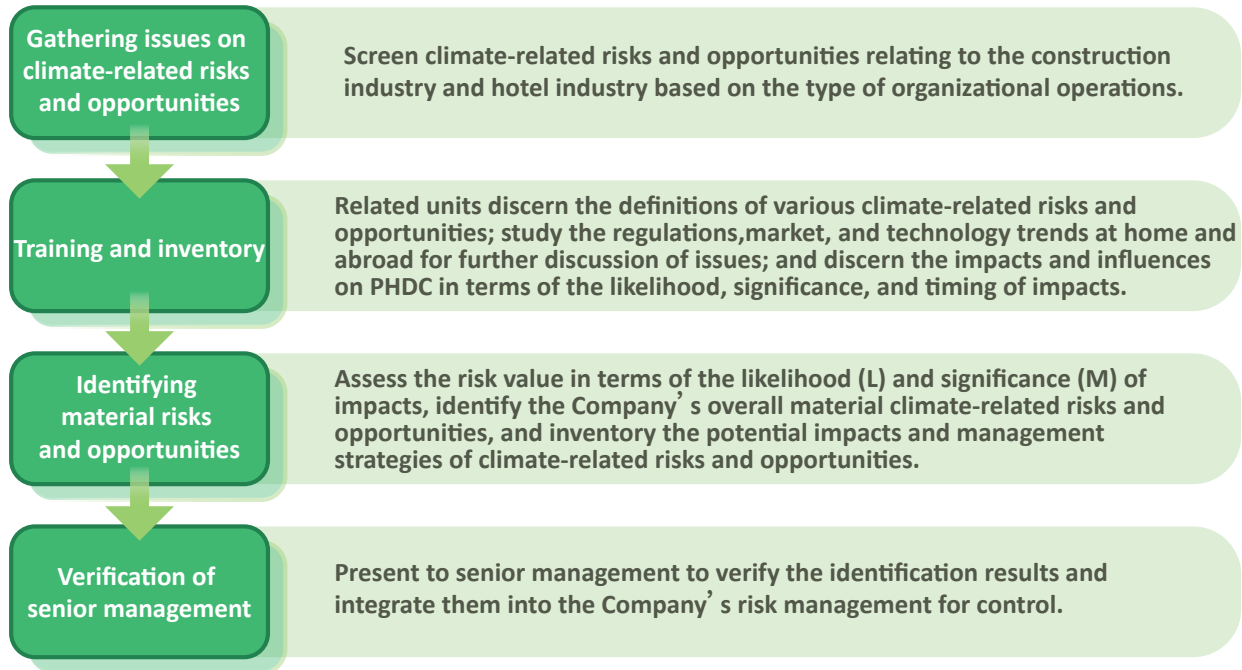 Gathering issues on
climate-related risks
and opportunities
Screen climate-related risks and opportunities relating to the construction
industry and hotel industry based on the type of organizational operations.
Training and inventory
Related units discern the definitions of various climate-related risks and
opportunities; study the regulations,market, and technology trends at home and
abroad for further discussion of issues; and discern the impacts and influences
on PHDC in terms of the likelihood, significance, and timing of impacts.
Identifying
material risks
and opportunities
Assess the risk value in terms of the likelihood (L) and significance (M) of
impacts, identify the Company’ s overall material climate-related risks and
opportunities, and inventory the potential impacts and management
strategies of climate-related risks and opportunities.
Verification of
senior management
Present to senior management to verify the identification results and
integrate them into the Company’ s risk management for control.